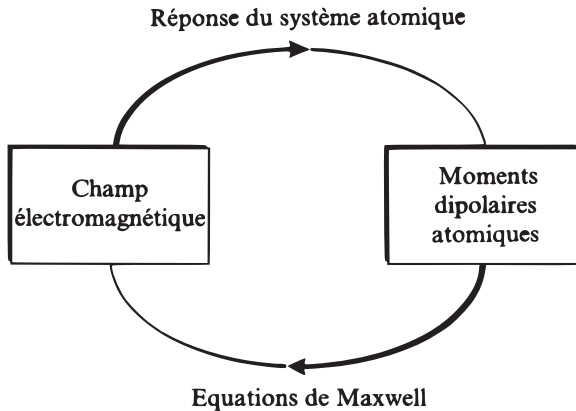 Réponse du système atomique
Champ
électromagnétique
Moments
dipolaires
atomiques
Equations de Maxwell